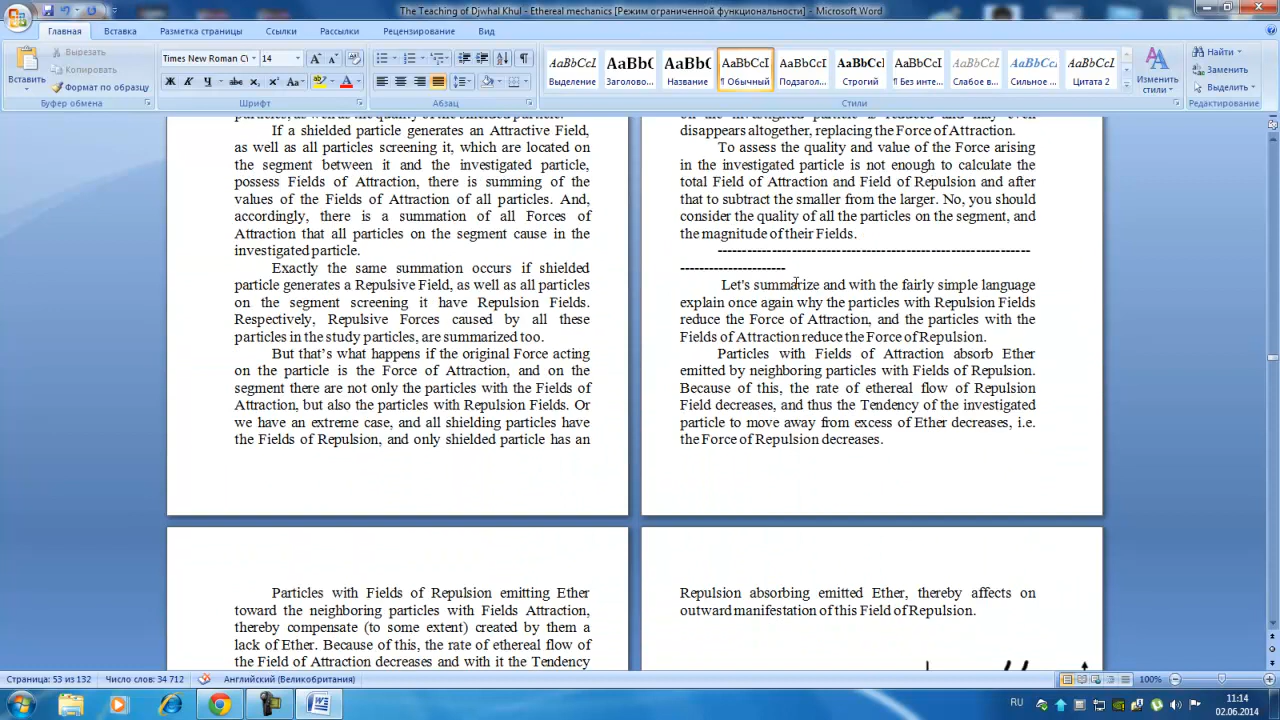 The Teaching of Djwhal Khul - Ethereal mechanics [Режим ограниченной функциональности] - Microsoft Word
Главная
Вставка
Разметка страницы
Ссылки
Рассылки
Рецензирование
Вид
Вставить
Вырезать
Копировать
Формат по образцу
Буфер обмена
Times New Roman
14
Шрифт
Абзац
AaBbCcI
Выделение
AaBbC
Заголово...
AaBbC
Название
AaBbCcI
¶ Обычный
AaBbCcI
Подзагол...
AaBbCcI
Строгий
AaBbCcI
¶ Без инте...
AaBbCcI
Слабое в...
AaBbCcI
Сильное ...
AaBbCcI
Цитата 2
Изменить стили
Стили
Найти
Заменить
Выделить
Редактирование
particles, as well as the quality of the shielded particle.
If a shielded particle generates an Attractive Field,
as well as all particles screening it, which are located on
the segment between it and the investigated particle,
possess Fields of Attraction, there is summing of the
values of the Fields of Attraction of all particles. And,
accordingly, there is a summation of all Forces of
Attraction that all particles on the segment cause in the
investigated particle.
Exactly the same summation occurs if shielded
particle generates a Repulsive Field, as well as all particles
on the segment screening it have Repulsion Fields.
Respectively, Repulsive Forces caused by all these
particles in the study particles, are summarized too.
But that's what happens if the original Force acting
on the particle is the Force of Attraction, and on the
segment there are not only the particles with the Fields of
Attraction, but also the particles with Repulsion Fields. Or
we have an extreme case, and all shielding particles have
the Fields of Repulsion, and only shielded particle has an
on the investigated particle is reduced and may even
disappears altogether, replacing the Force of Attraction.
To assess the quality and value of the Force arising
in the investigated particle is not enough to calculate the
total Field of Attraction and Field of Repulsion and after
that to subtract the smaller from the larger. No, you should
consider the quality of all the particles on the segment, and
the magnitude of their Fields.
----------------------------------------------------------------
----------------------
Let's summarize and with the fairly simple language
explain once again why the particles with Repulsion Fields
reduce the Force of Attraction, and the particles with the
Fields of Attraction reduce the Force of Repulsion.
Particles with Fields of Attraction absorb Ether
emitted by neighboring particles with Fields of Repulsion.
Because of this, the rate of ethereal flow of Repulsion
Field decreases, and thus the Tendency of the investigated
particle to move away from excess of Ether decreases, i.e.
the Force of Repulsion decreases.
Particles with Fields of Repulsion emitting Ether
toward the neighboring particles with Fields Attraction,
thereby compensate (to some extent) created by them a
lack of Ether. Because of this, the rate of ethereal flow of
the Field of Attraction decreases and with it the Tendency
Repulsion absorbing emitted Ether, thereby affects on
outward manifestation of this Field of Repulsion.
Страница: 53 из 132
Число слов: 34 712
Английский (Великобритания)
100%
RU
11:14
02.06.2014